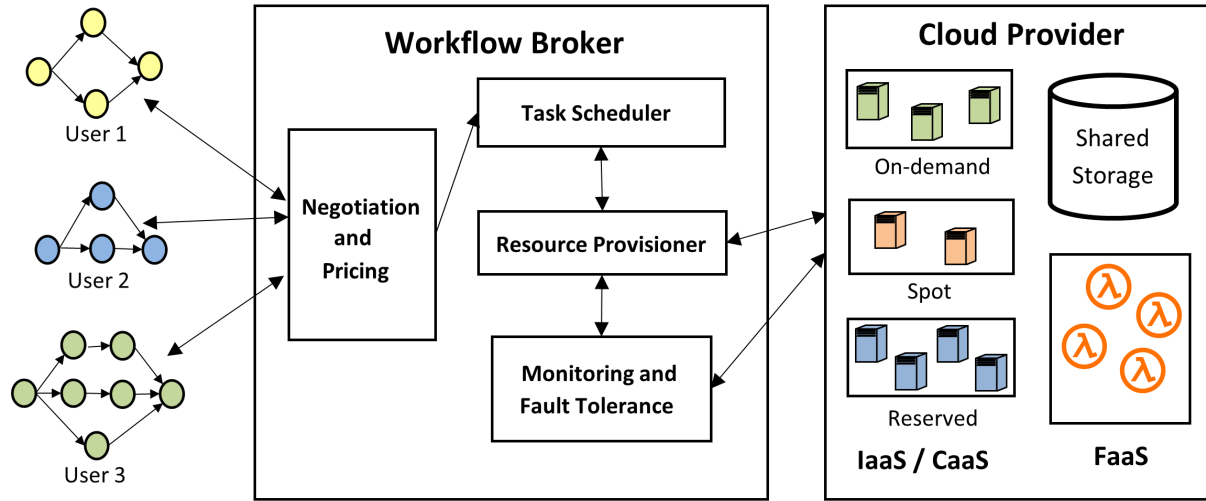 User 1
User 2
User 3
Workflow Broker
Negotiation
and
Pricing
Task Scheduler
Resource Provisioner
Monitoring and
Fault Tolerance
Cloud Provider
On-demand
Spot
Reserved
IaaS / CaaS
Shared
Storage
λ
λ
λ
λ
FaaS